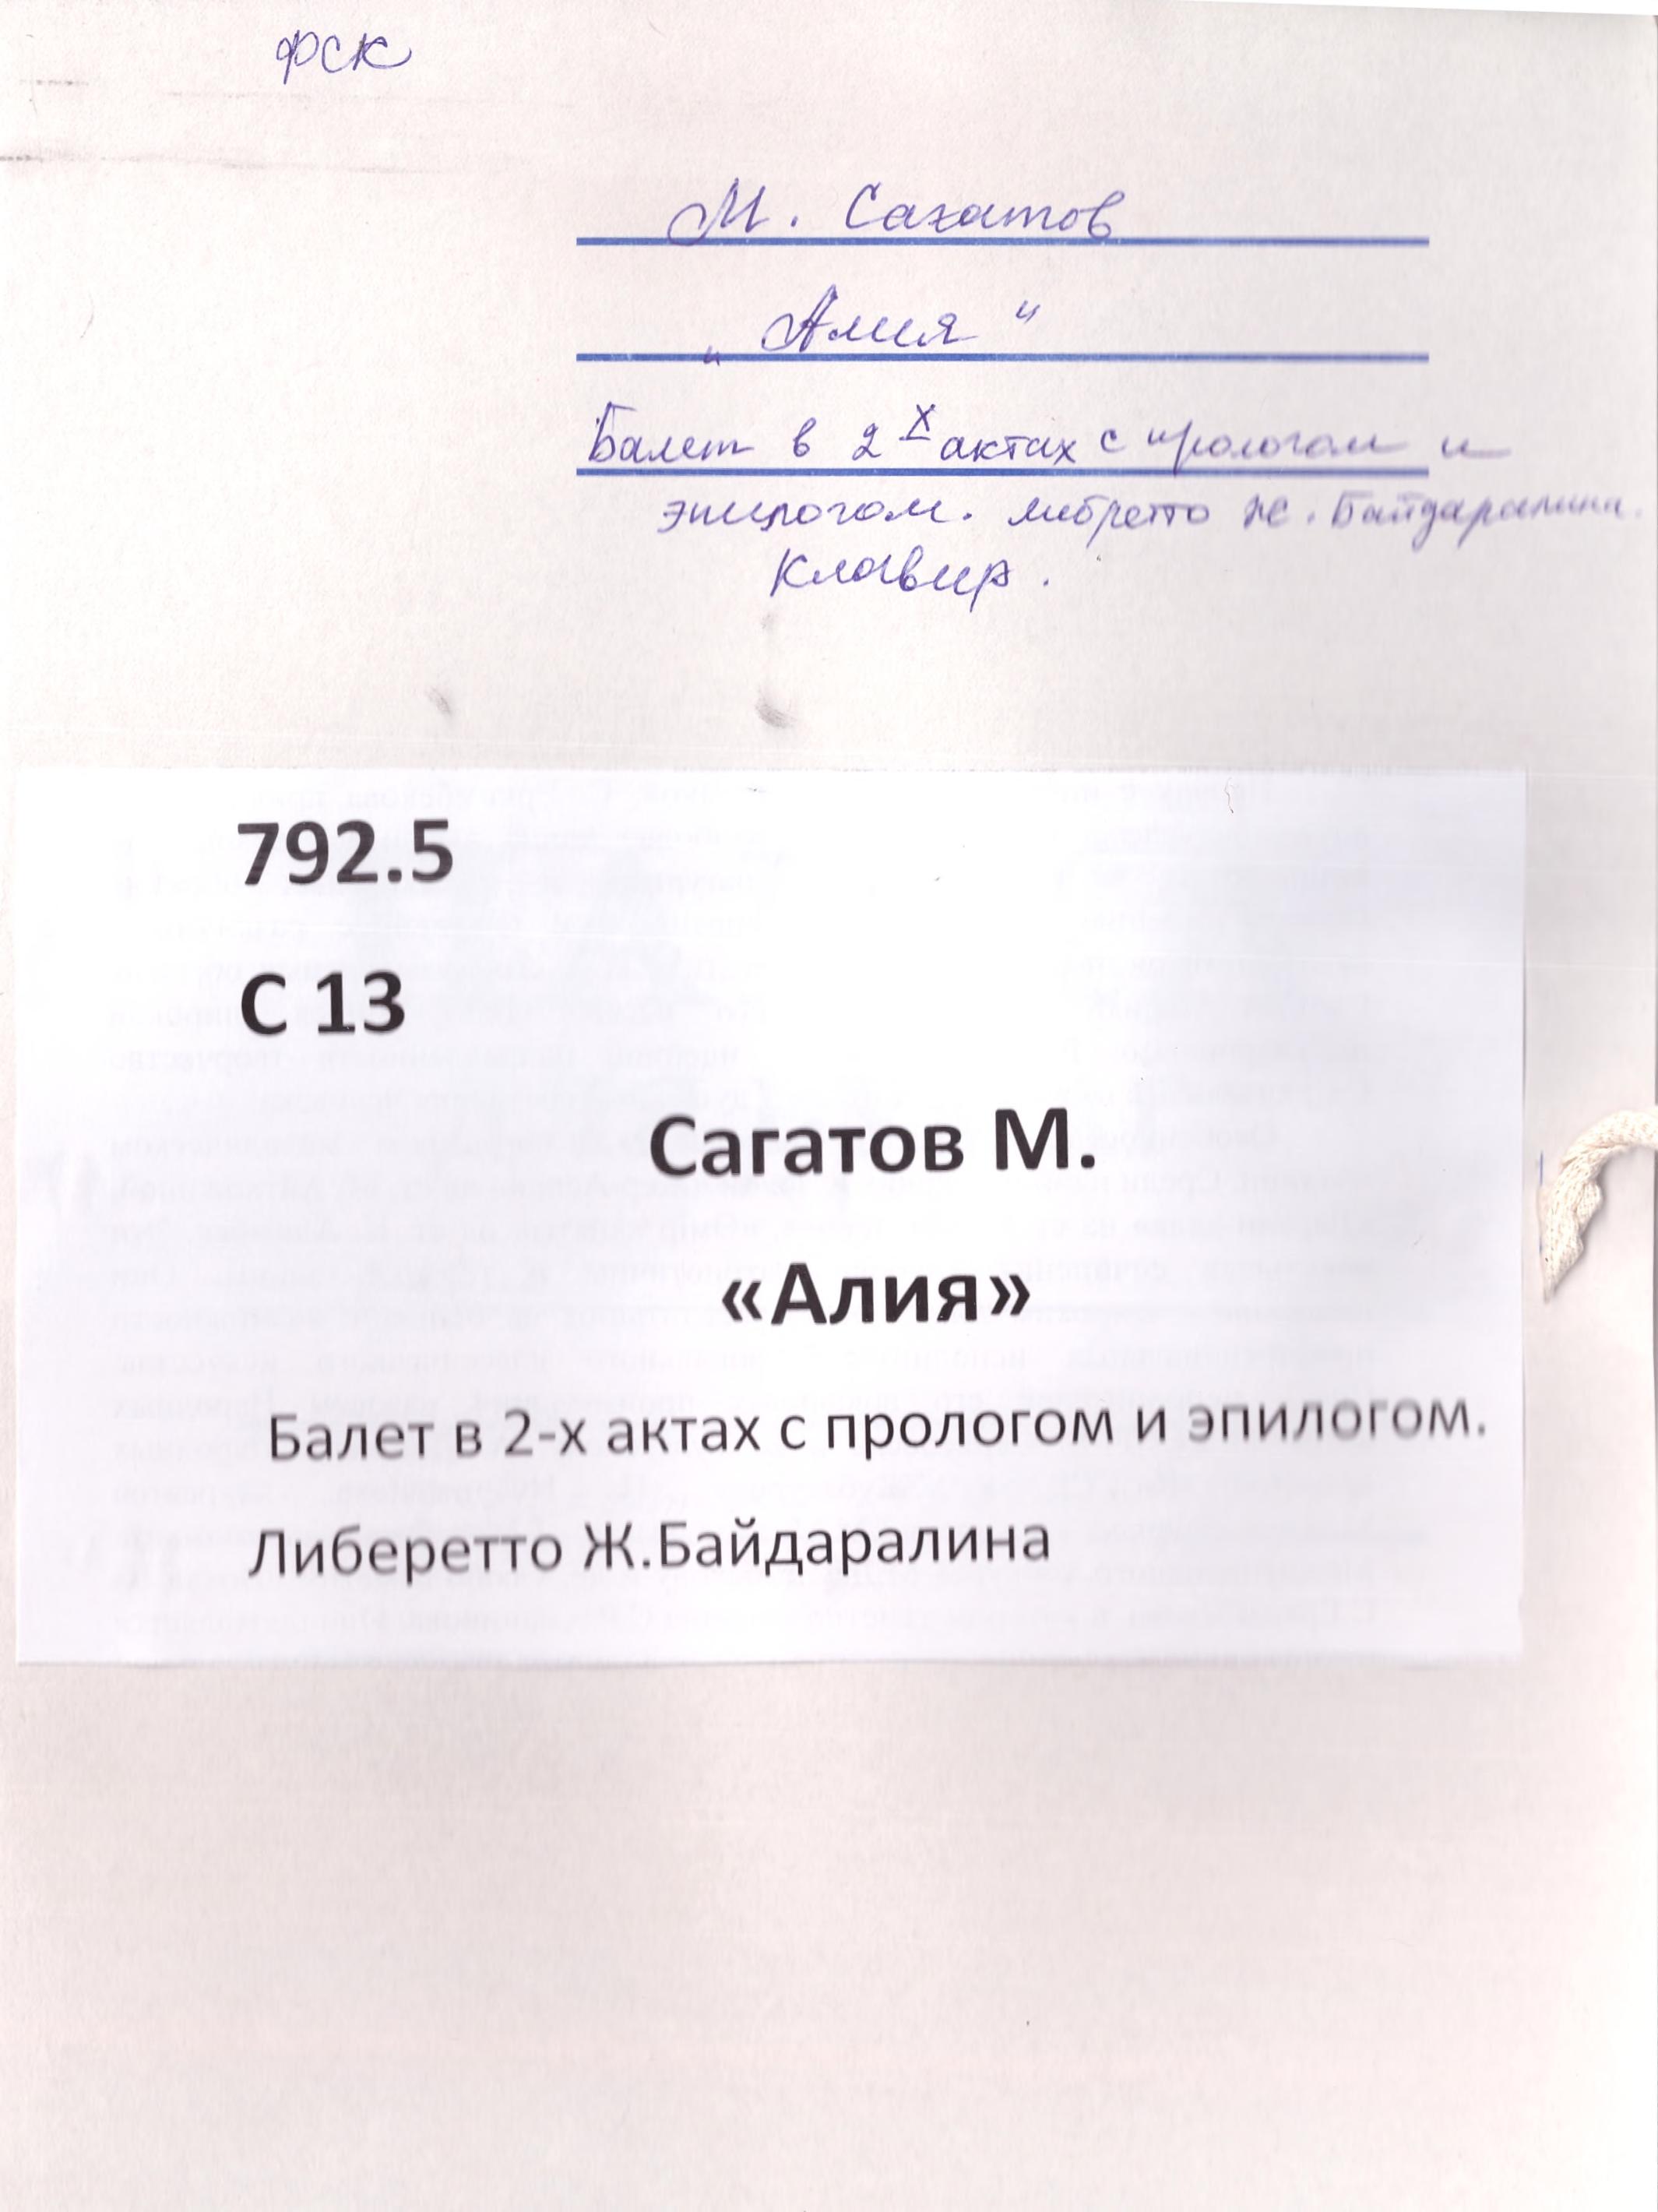 ФСК
М. Сагатов
„Алия“
Балет в 2х актах с прологом и
эпилогом. либретто Ж. Байдаралина.
Клавир.
792.5
С 13
Сагатов М.
«Алия»
Балет в 2-х актах с прологом и эпилогом.
Либеретто Ж.Байдаралина